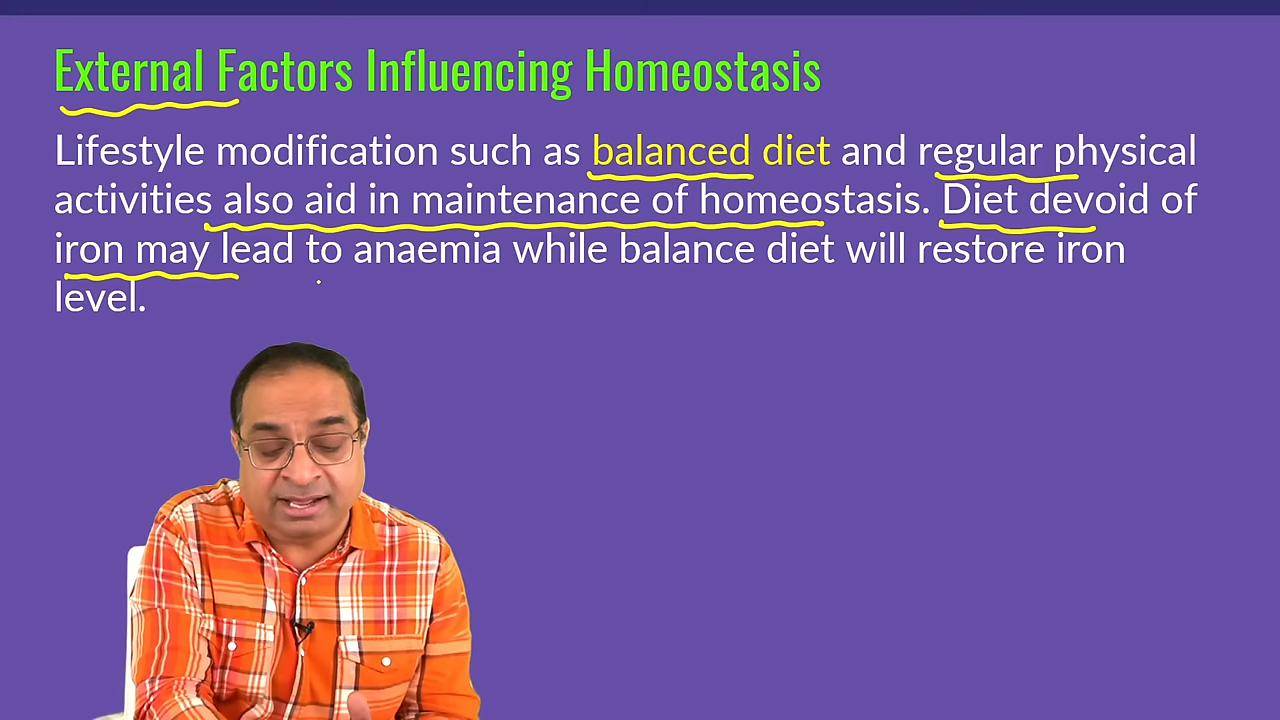 External Factors Influencing Homeostasis
Lifestyle modification such as balanced diet and regular physical
activities also aid in maintenance of homeostasis. Diet devoid of
iron may lead to anaemia while balance diet will restore iron
level.